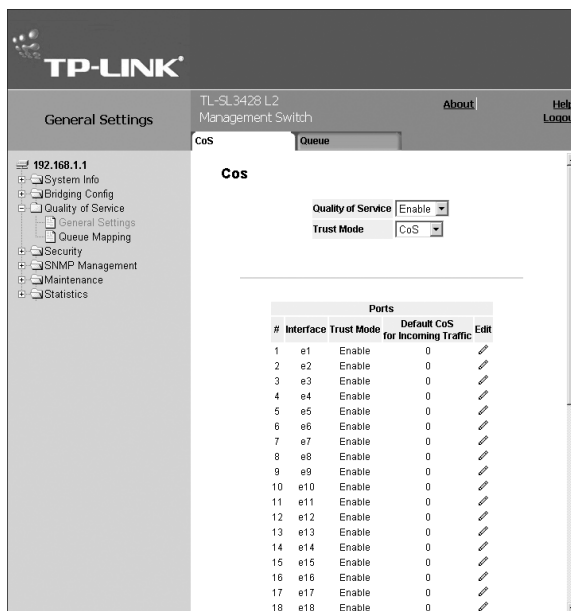 TP-LINK
General Settings
TL-SL3428 L2
Management Switch
About
Help
Logou
CoS
Queue
192.168.1.1
System Info
Bridging Config
Quality of Service
General Settings
Queue Mapping
Security
SNMP Management
Maintenance
Statistics
Cos
Quality of Service Enable
Trust Mode CoS
Ports
# Interface Trust Mode Default CoS for Incoming Traffic Edit
1 e1 Enable 0
2 e2 Enable 0
3 e3 Enable 0
4 e4 Enable 0
5 e5 Enable 0
6 e6 Enable 0
7 e7 Enable 0
8 e8 Enable 0
9 e9 Enable 0
10 e10 Enable 0
11 e11 Enable 0
12 e12 Enable 0
13 e13 Enable 0
14 e14 Enable 0
15 e15 Enable 0
16 e16 Enable 0
17 e17 Enable 0
18 e18 Enable 0